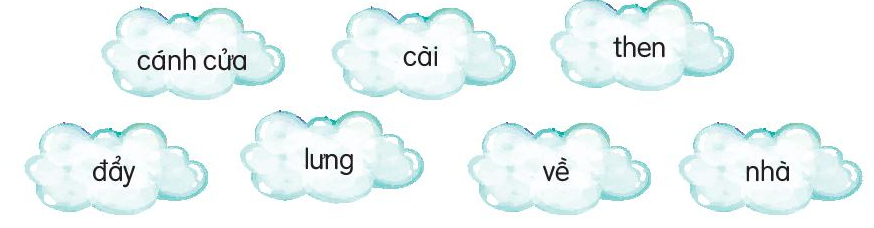 cánh cửa cài then
đẩy lưng về nhà